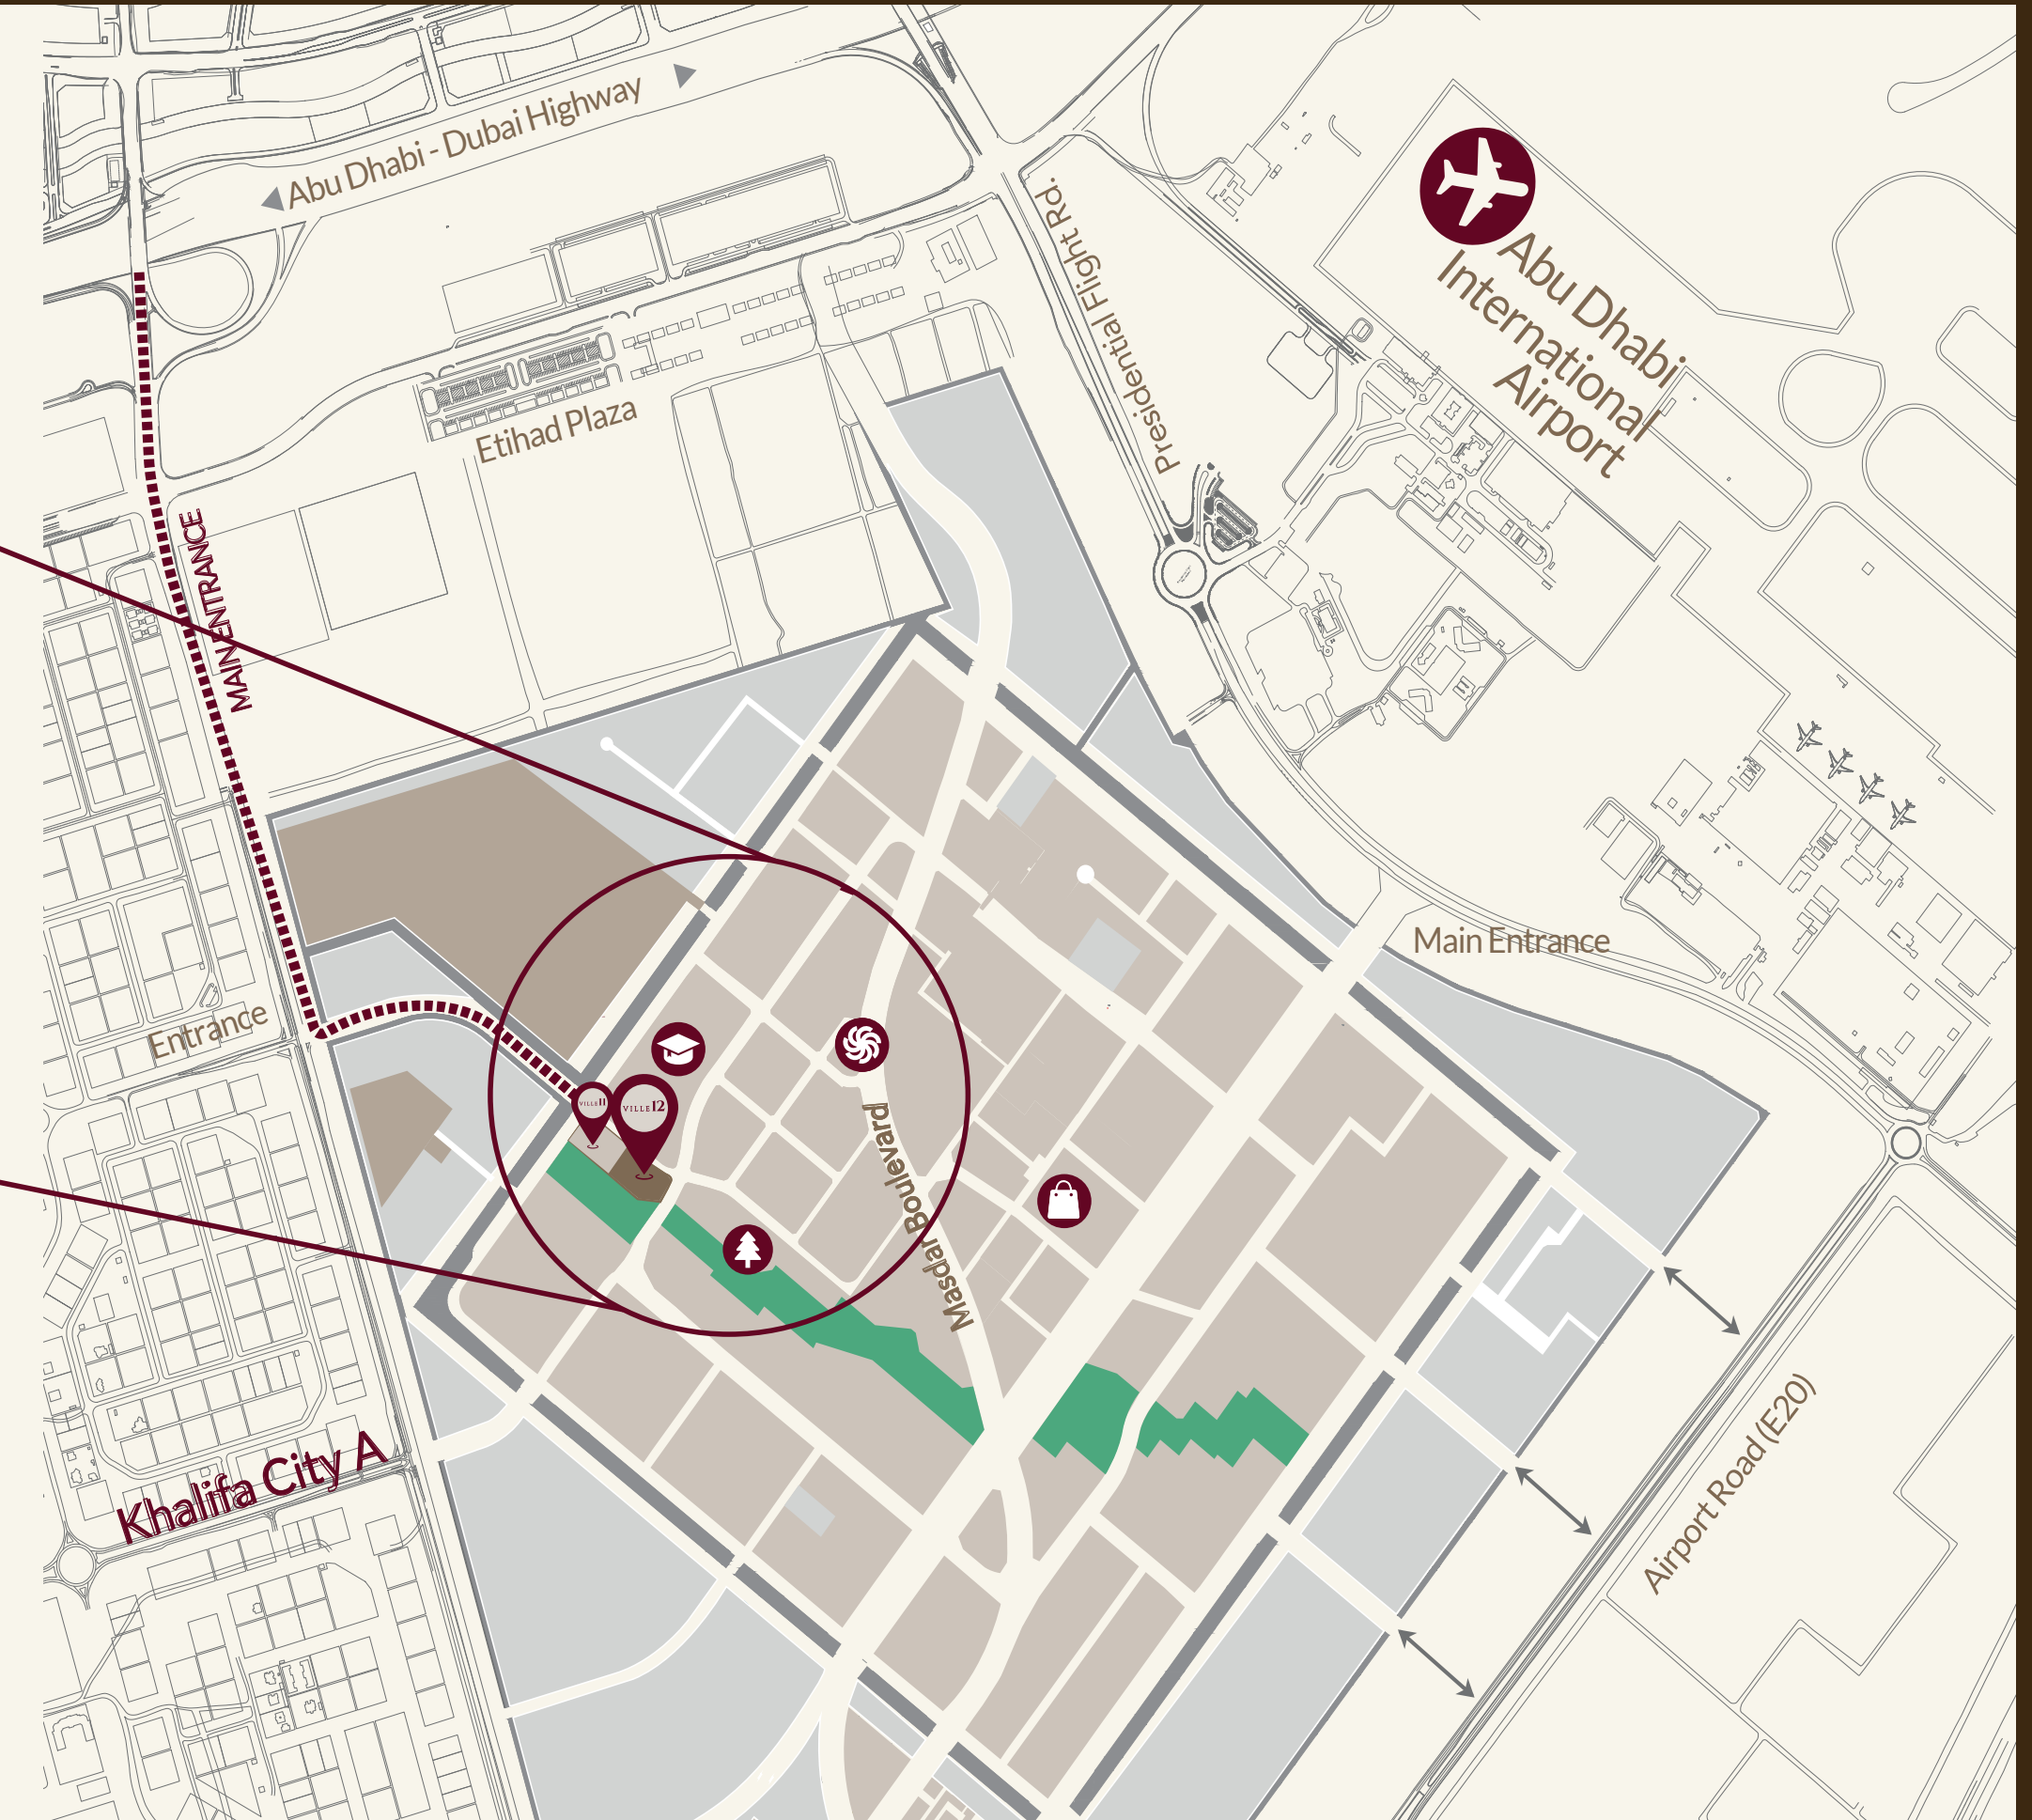 Abu Dhabi - Dubai Highway
Presidential Flight Rd.
Abu Dhabi
International
Airport
Etihad Plaza
MAIN ENTRANCE
Main Entrance
Entrance
VILLE 11
VILLE 12
Masdar Boulevard
Khalifa City A
Airport Road (E20)